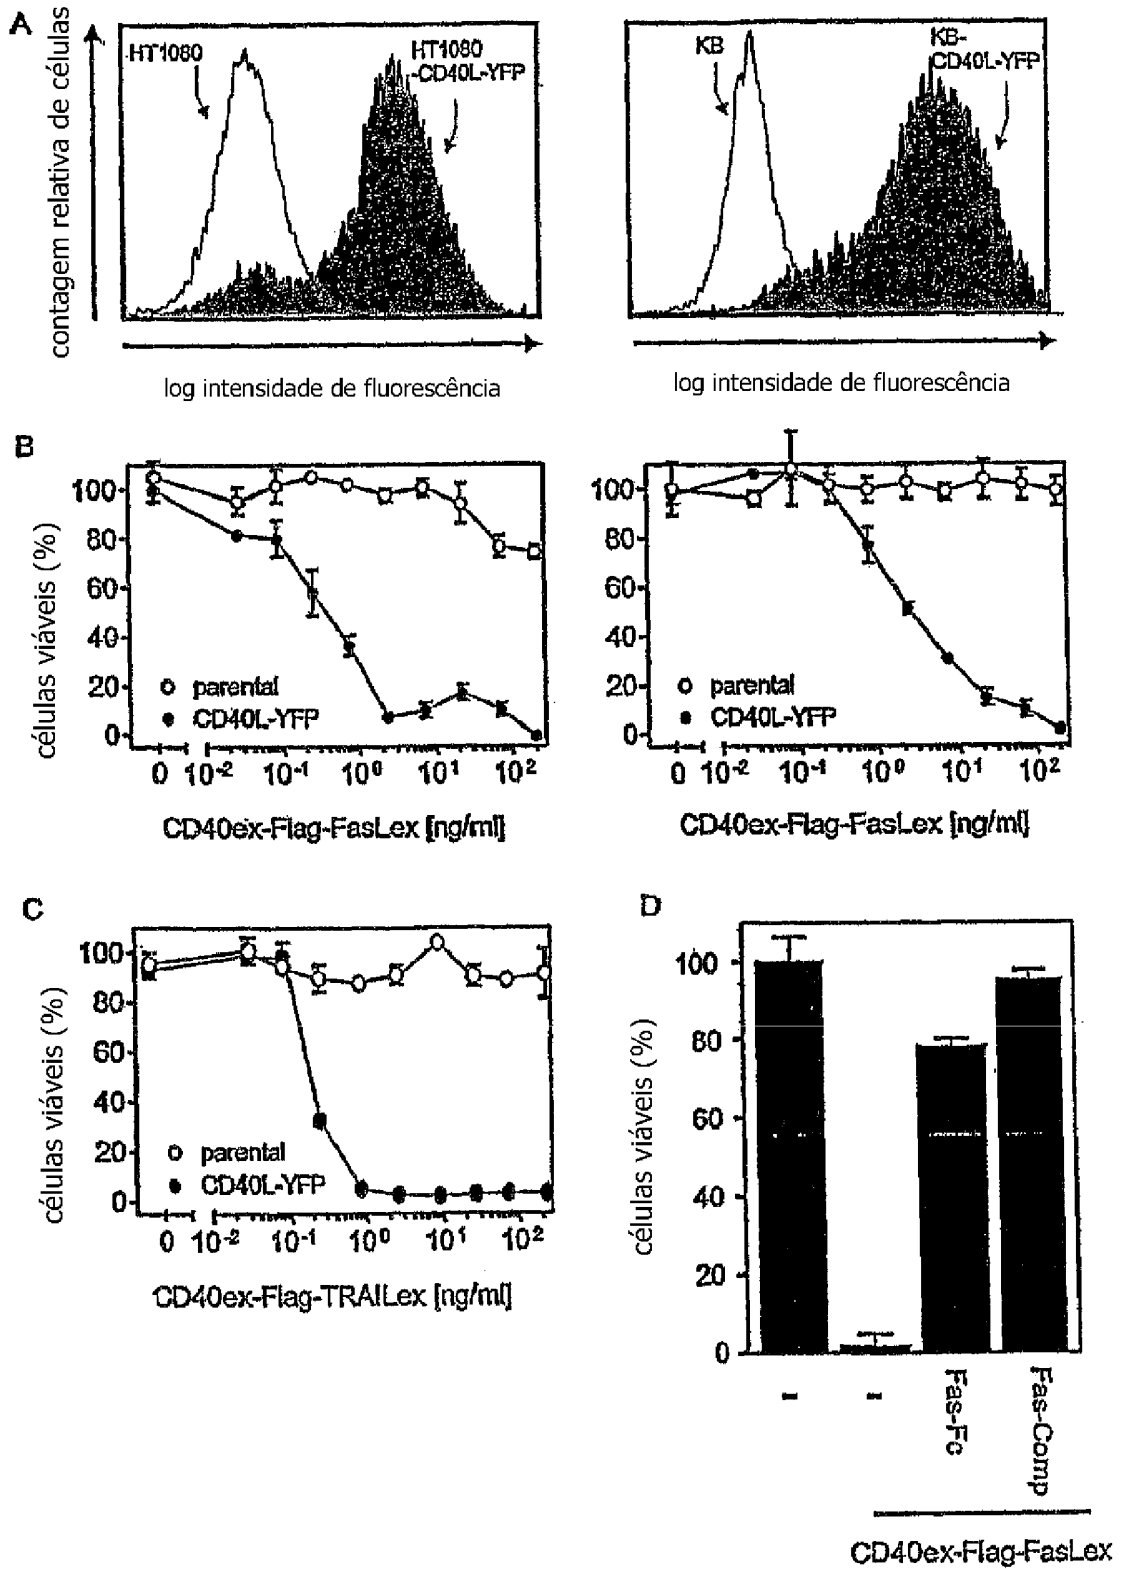 A
contagem relativa de células
HT1080
HT1080
-CD40L-YFP
log intensidade de fluorescência
KB
KB-
CD40L-YFP
log intensidade de fluorescência
B
células viáveis (%)
100
80
60
40
20
0
parental
CD40L-YFP
0 10-2 10-1 100 101 102
CD40ex-Flag-FasLex [ng/ml]
100
80
60
40
20
0
parental
CD40L-YFP
0 10-2 10-1 100 101 102
CD40ex-Flag-FasLex [ng/ml]
C
células viáveis (%)
100
80
60
40
20
0
parental
CD40L-YFP
0 10-2 10-1 100 101 102
CD40ex-Flag-TRAILex [ng/ml]
D
células viáveis (%)
100
80
60
40
20
0
-
-
Fas-Fc
Fas-Comp
CD40ex-Flag-FasLex